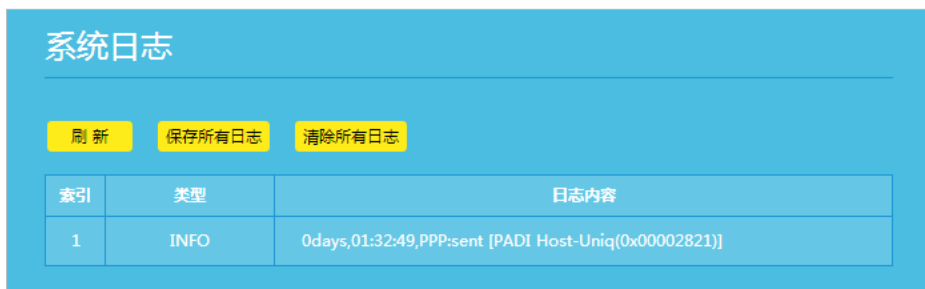 系统日志
刷 新 保存所有日志 清除所有日志
索引 类型 日志内容
1 INFO 0days,01:32:49,PPP:sent [PADI Host-Uniq(0x00002821)]